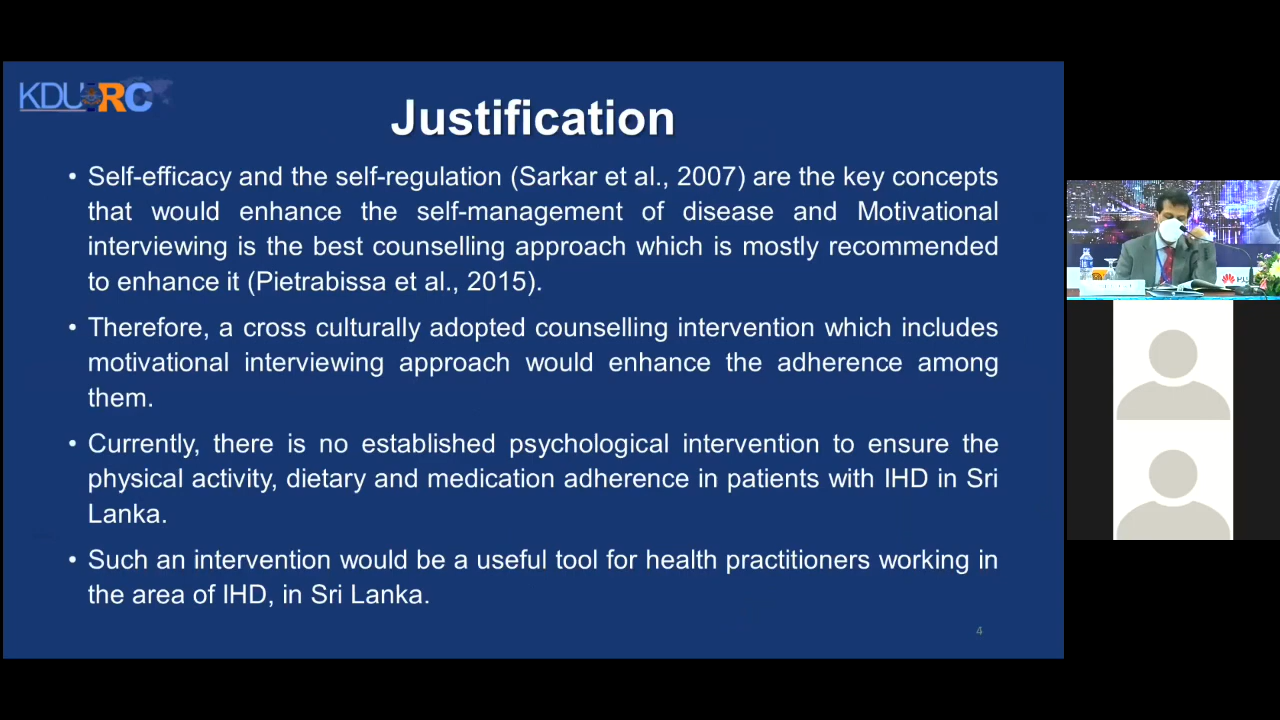 KDU RC
Justification
• Self-efficacy and the self-regulation (Sarkar et al., 2007) are the key concepts
that would enhance the self-management of disease and Motivational
interviewing is the best counselling approach which is mostly recommended
to enhance it (Pietrabissa et al., 2015).
• Therefore, a cross culturally adopted counselling intervention which includes
motivational interviewing approach would enhance the adherence among
them.
• Currently, there is no established psychological intervention to ensure the
physical activity, dietary and medication adherence in patients with IHD in Sri
Lanka.
• Such an intervention would be a useful tool for health practitioners working in
the area of IHD, in Sri Lanka.
4